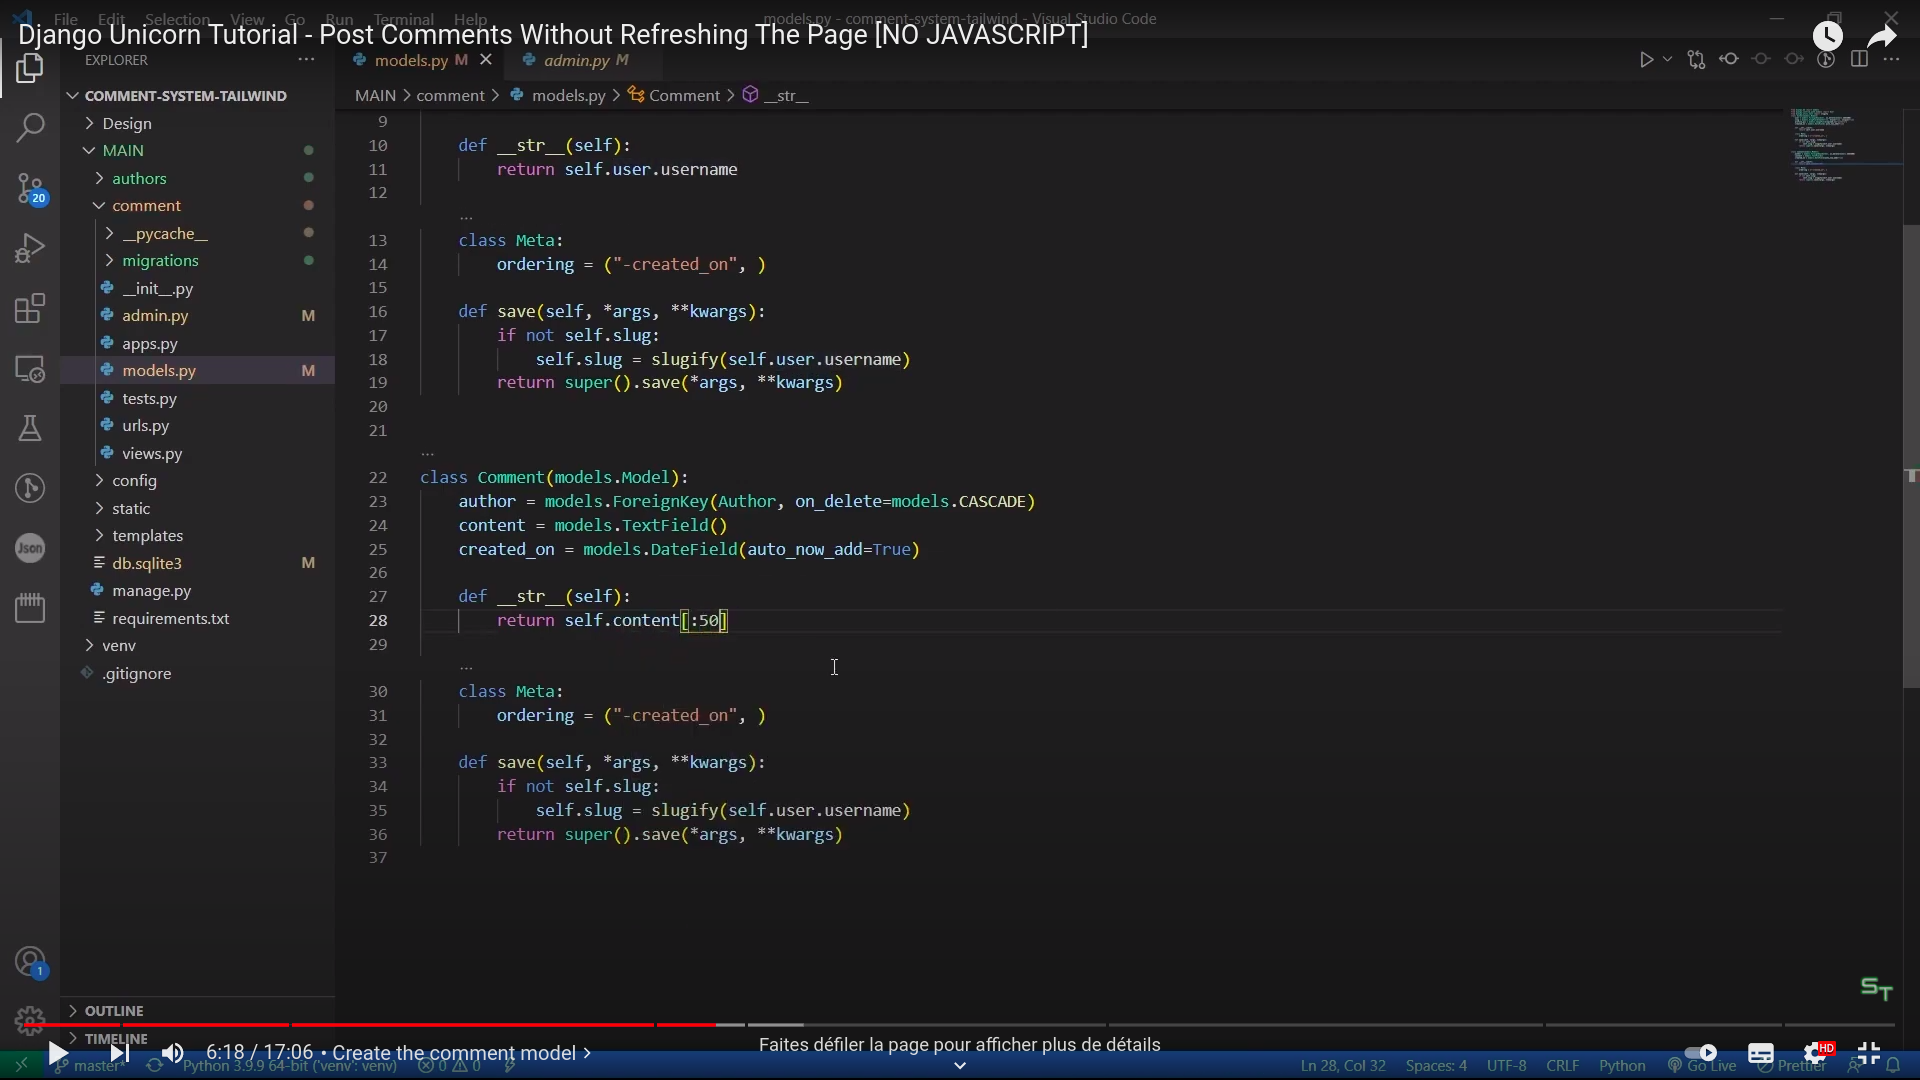 File Edit Selection View Go Run Terminal Help
models.py - comment-system-tailwind - Visual Studio Code
Django Unicorn Tutorial - Post Comments Without Refreshing The Page [NO JAVASCRIPT]
EXPLORER
models.py M
admin.py M
COMMENT-SYSTEM-TAILWIND
MAIN > comment > models.py > Comment > __str__
Design
MAIN
authors
comment
__pycache__
migrations
__init__.py
admin.py M
apps.py
models.py M
tests.py
urls.py
views.py
config
static
templates
db.sqlite3 M
manage.py
requirements.txt
venv
.gitignore
OUTLINE
TIMELINE
20
Json
1
9
10 def __str__(self):
11 return self.user.username
12
...
13 class Meta:
14 ordering = ("-created_on", )
15
16 def save(self, *args, **kwargs):
17 if not self.slug:
18 self.slug = slugify(self.user.username)
19 return super().save(*args, **kwargs)
20
21
...
22 class Comment(models.Model):
23 author = models.ForeignKey(Author, on_delete=models.CASCADE)
24 content = models.TextField()
25 created_on = models.DateField(auto_now_add=True)
26
27 def __str__(self):
28 return self.content[:50]
29
...
30 class Meta:
31 ordering = ("-created_on", )
32
33 def save(self, *args, **kwargs):
34 if not self.slug:
35 self.slug = slugify(self.user.username)
36 return super().save(*args, **kwargs)
37
ST
6:18 / 17:06 • Create the comment model >
Faites défiler la page pour afficher plus de détails
HD
master* Python 3.9.9 64-bit ('venv': venv) 0 0
Ln 28, Col 32 Spaces: 4 UTF-8 CRLF Python Go Live Prettier